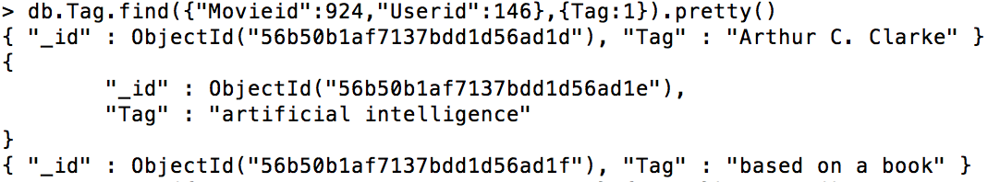 > db.Tag.find({"Movieid":924,"Userid":146},{Tag:1}).pretty()
{ "_id" : ObjectId("56b50b1af7137bdd1d56ad1d"), "Tag" : "Arthur C. Clarke" }
{
        "_id" : ObjectId("56b50b1af7137bdd1d56ad1e"),
        "Tag" : "artificial intelligence"
}
{ "_id" : ObjectId("56b50b1af7137bdd1d56ad1f"), "Tag" : "based on a book" }